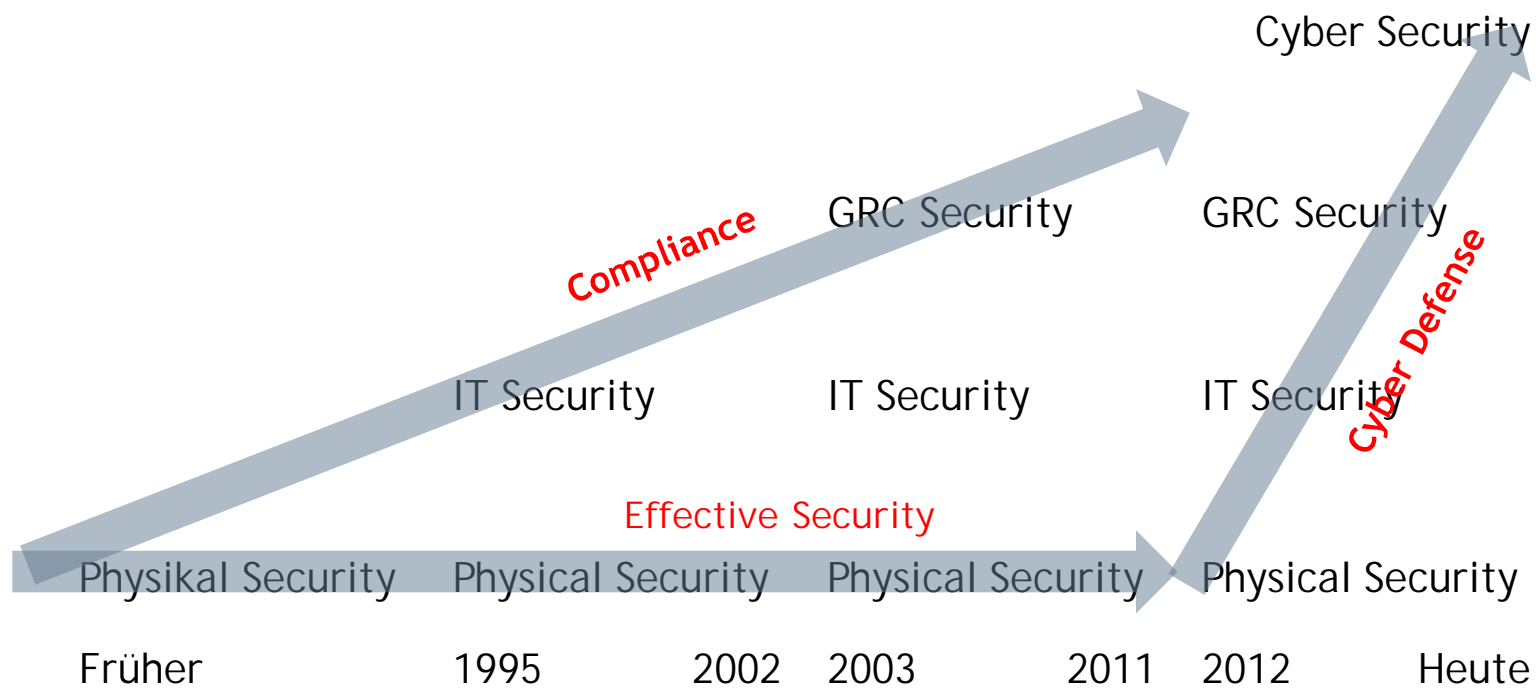 Cyber Security
GRC Security GRC Security
Compliance
Cyber Defense
IT Security IT Security IT Security
Effective Security
Physikal Security Physical Security Physical Security Physical Security
Früher 1995 2002 2003 2011 2012 Heute